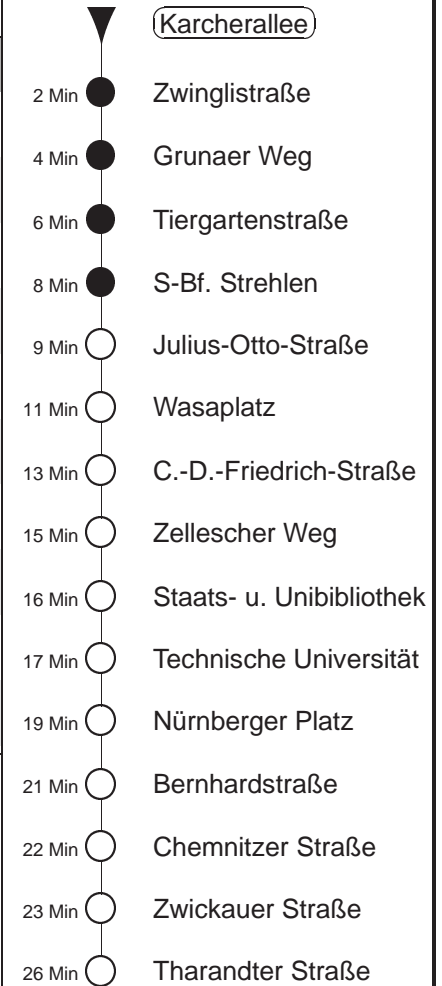 Karcherallee
2 Min Zwinglistraße
4 Min Grunaer Weg
6 Min Tiergartenstraße
8 Min S-Bf. Strehlen
9 Min Julius-Otto-Straße
11 Min Wasaplatz
13 Min C.-D.-Friedrich-Straße
15 Min Zellescher Weg
16 Min Staats- u. Unibibliothek
17 Min Technische Universität
19 Min Nürnberger Platz
21 Min Bernhardstraße
22 Min Chemnitzer Straße
23 Min Zwickauer Straße
26 Min Tharandter Straße